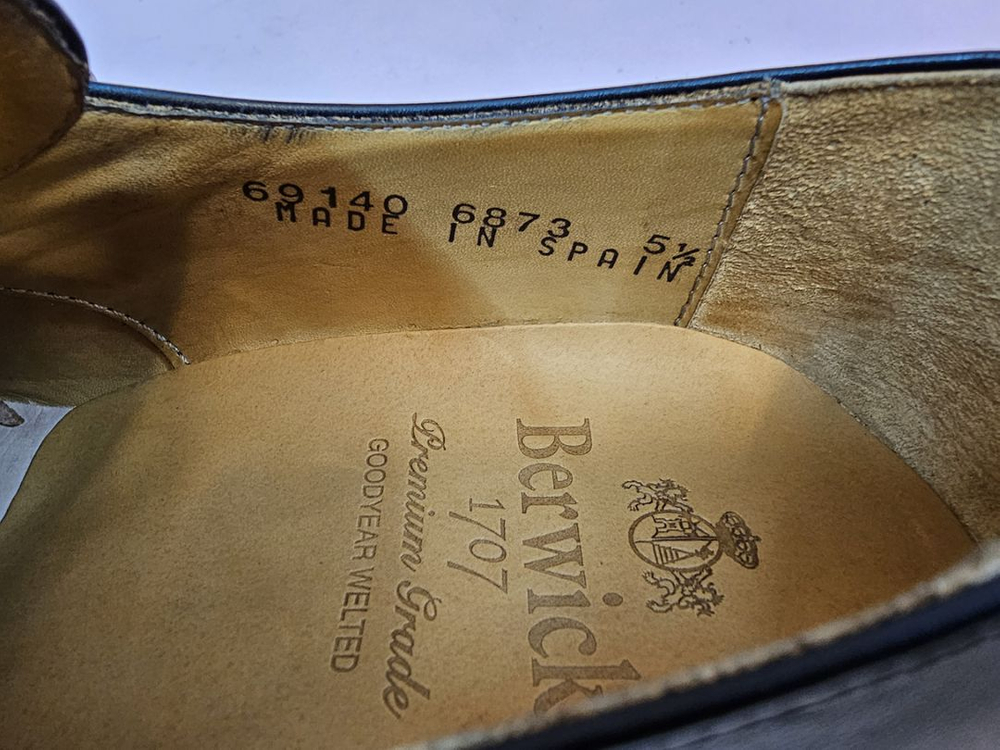 69140 6873 5½
MADE IN SPAIN
Berwick
1707
Premium Grade
GOODYEAR WELTED